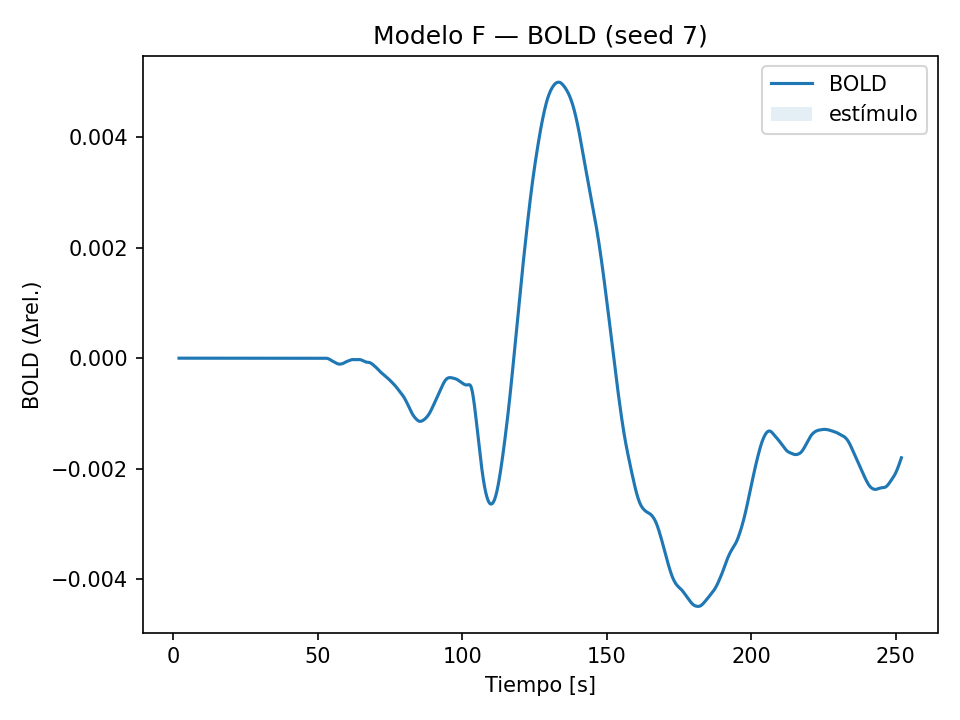 Modelo F — BOLD (seed 7)
BOLD
estímulo
BOLD (Δrel.)
0.004
0.002
0.000
−0.002
−0.004
0 50 100 150 200 250
Tiempo [s]